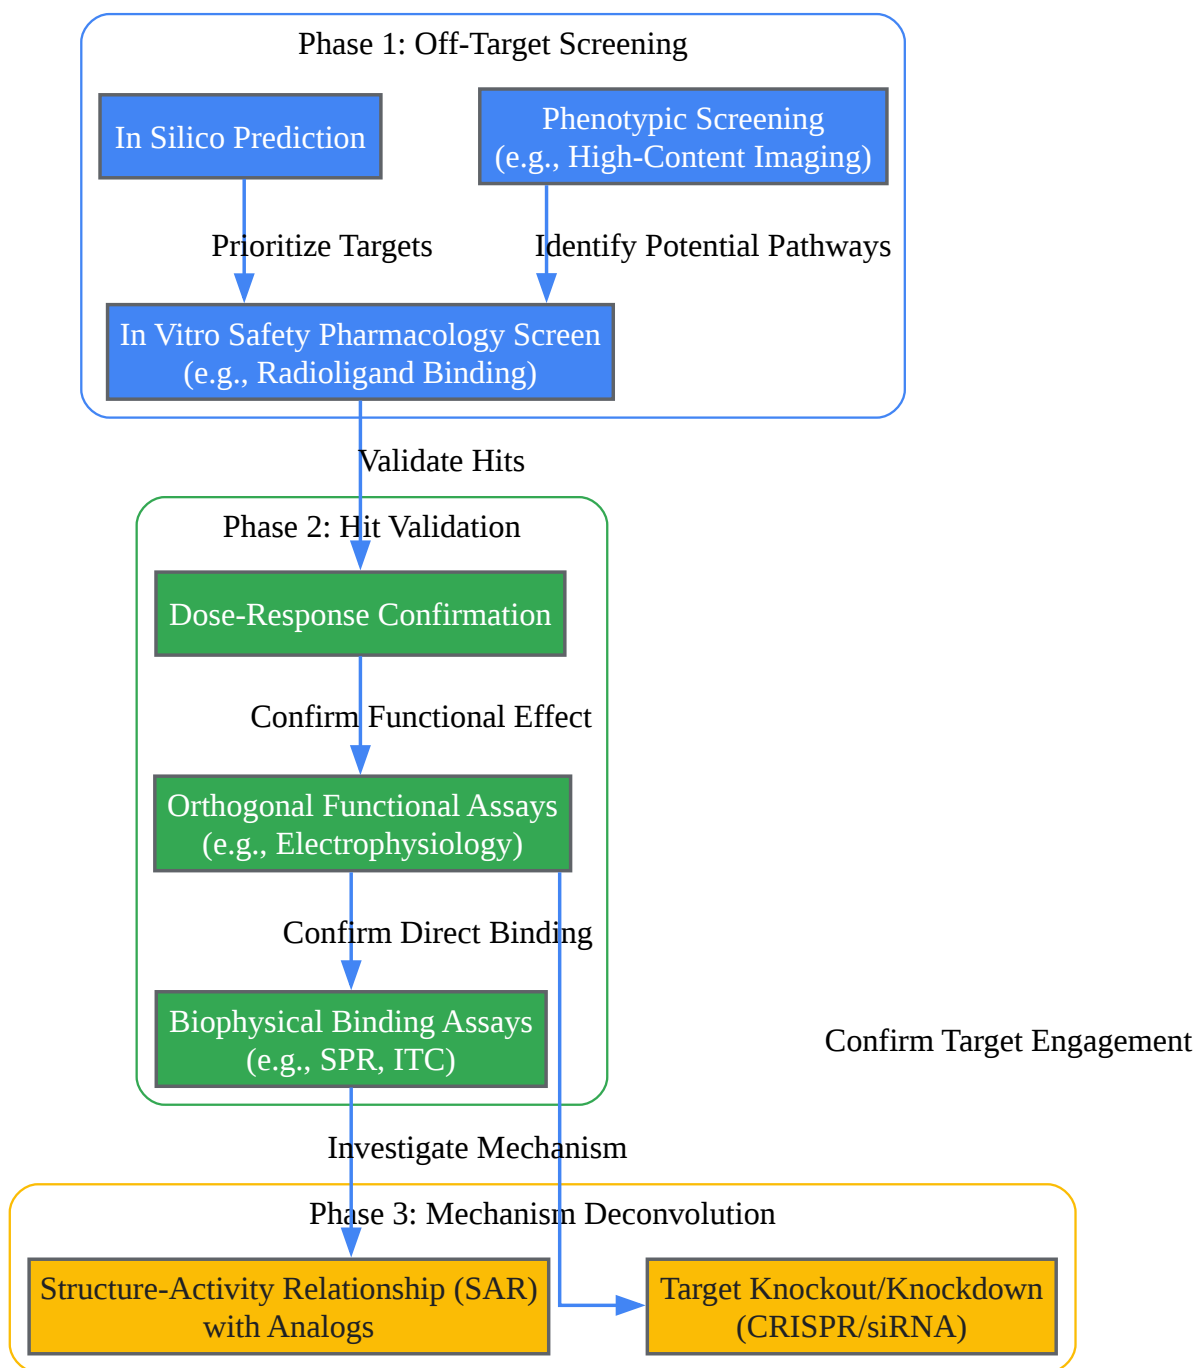 Phase 1: Off-Target Screening
In Silico Prediction
Phenotypic Screening
(e.g., High-Content Imaging)
Prioritize Targets
Identify Potential Pathways
In Vitro Safety Pharmacology Screen
(e.g., Radioligand Binding)
Validate Hits
Phase 2: Hit Validation
Dose-Response Confirmation
Confirm Functional Effect
Orthogonal Functional Assays
(e.g., Electrophysiology)
Confirm Direct Binding
Biophysical Binding Assays
(e.g., SPR, ITC)
Confirm Target Engagement
Investigate Mechanism
Phase 3: Mechanism Deconvolution
Structure-Activity Relationship (SAR)
with Analogs
Target Knockout/Knockdown
(CRISPR/siRNA)